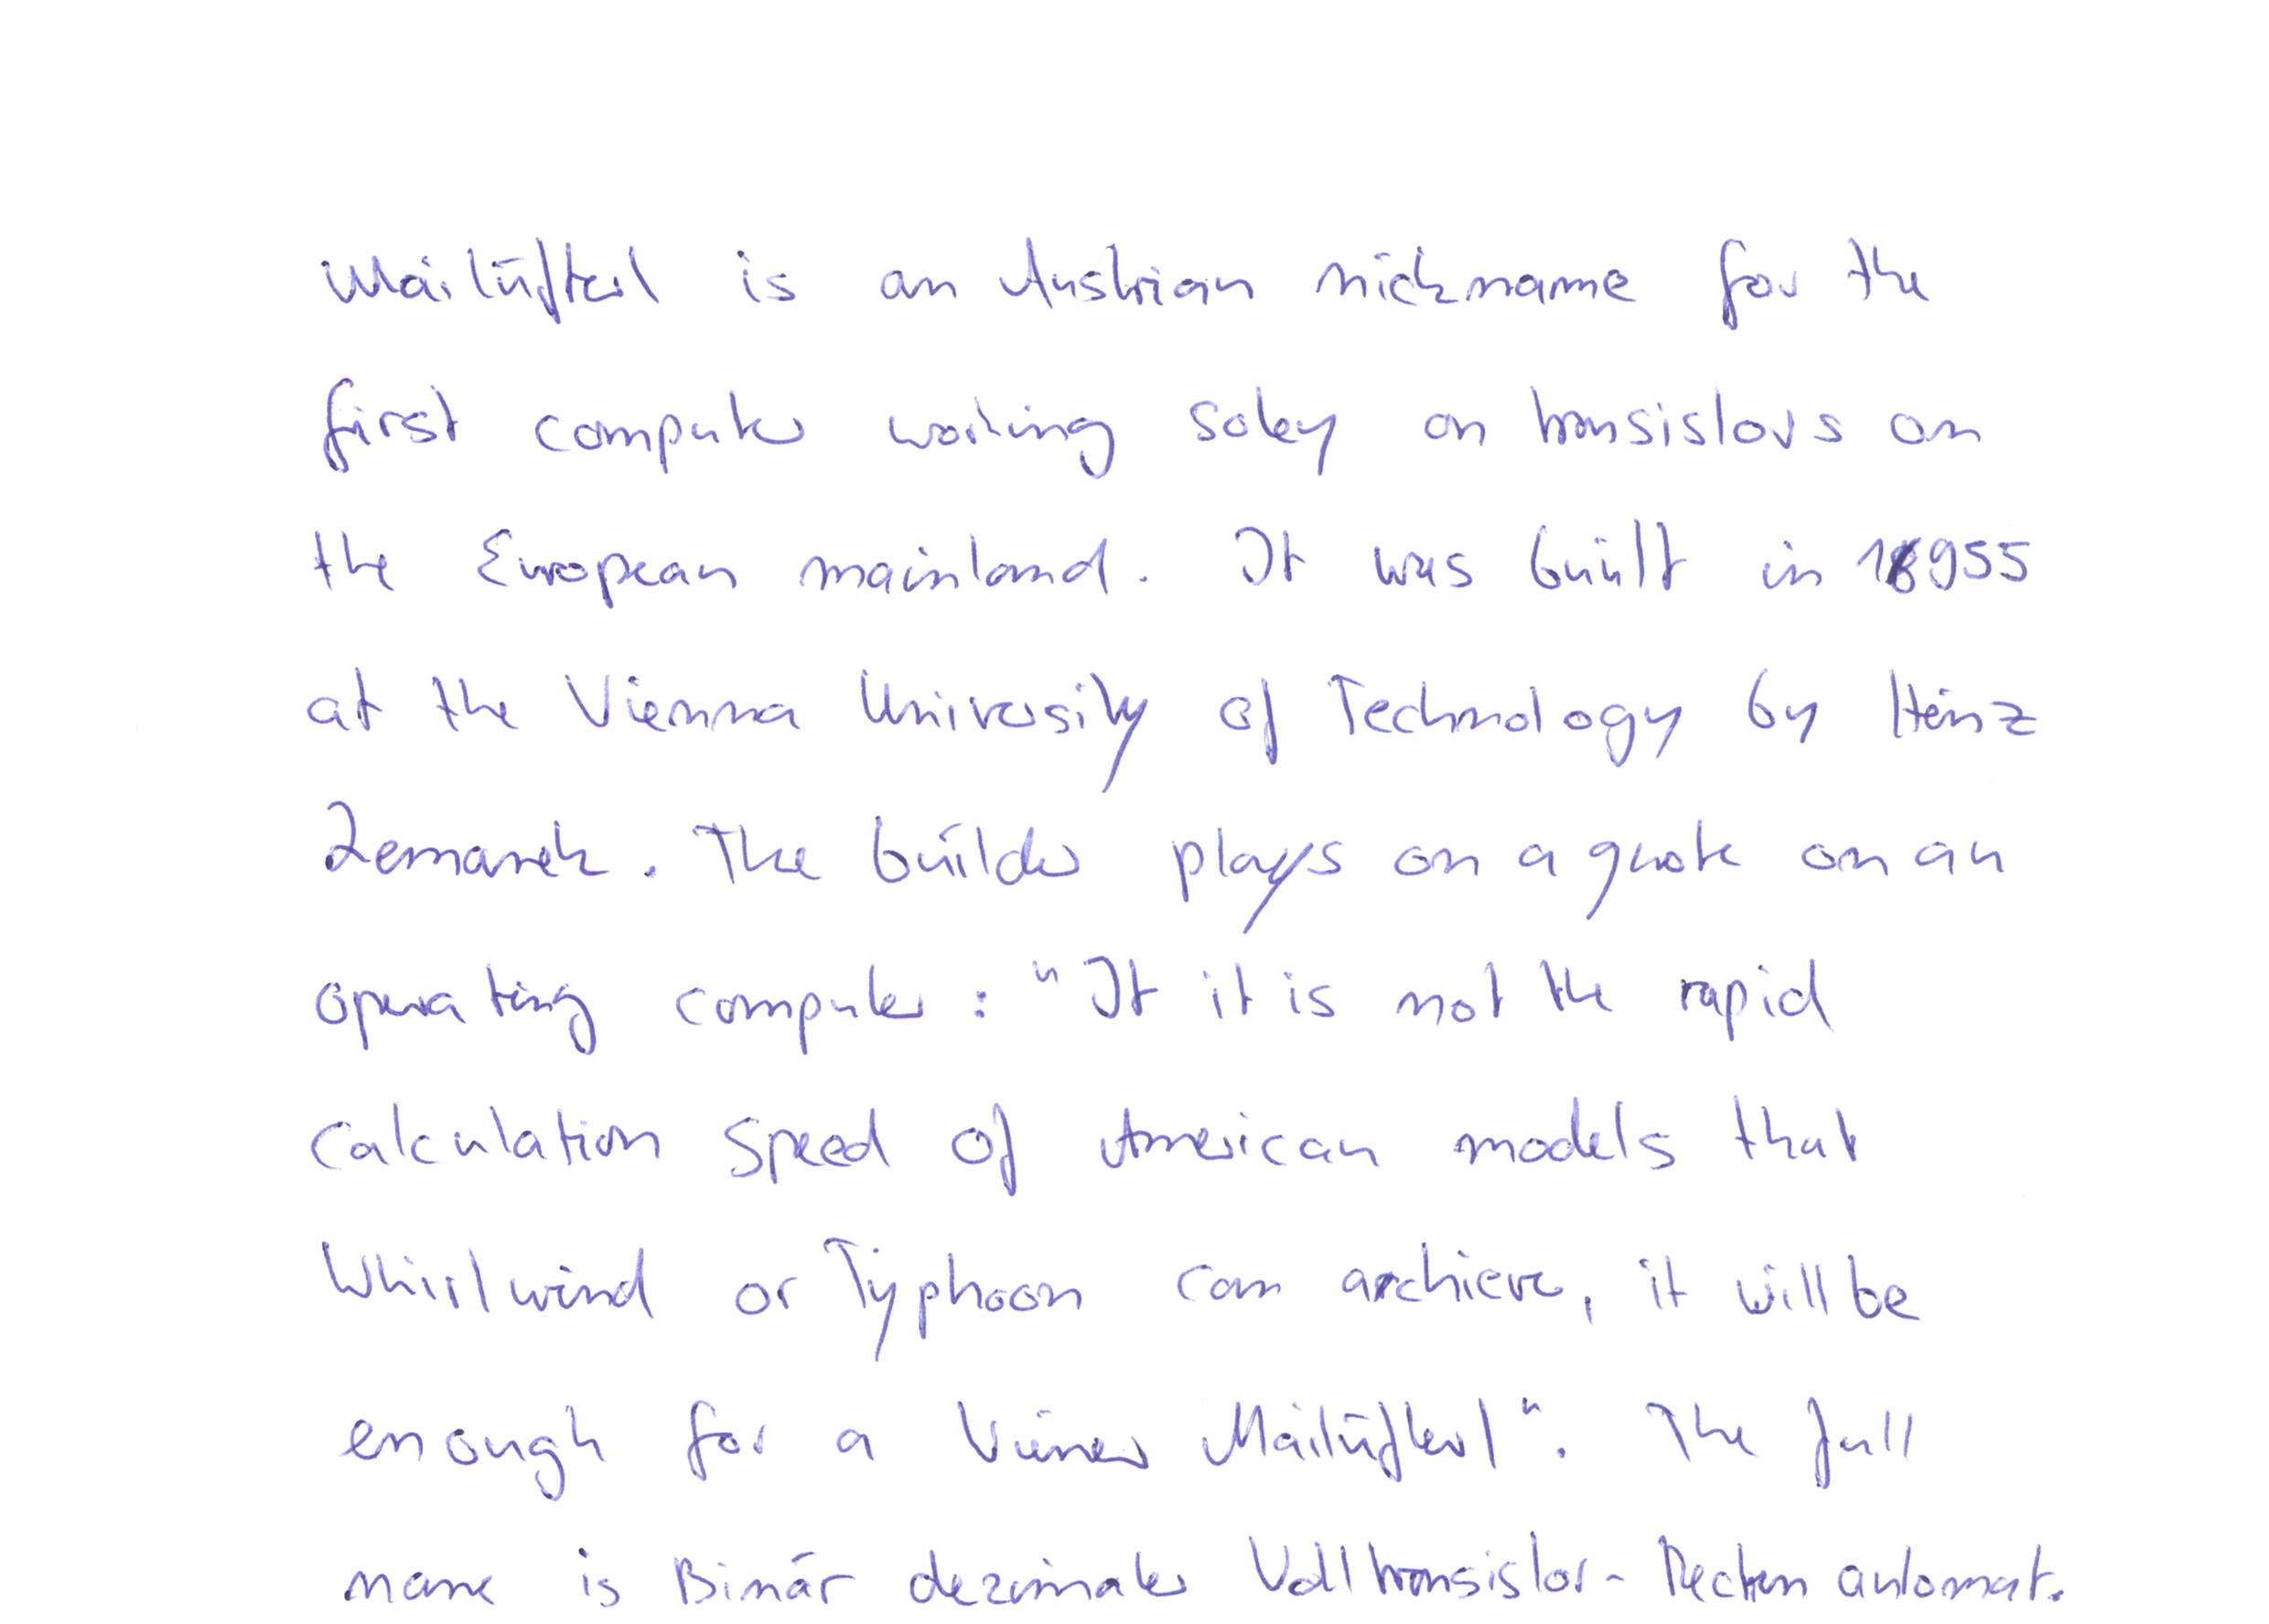 Mailüfterl is an Austrian nickname for the
first computer working soley on transistors on
the European mainland. It was built in 1955
at the Vienna University of Technology by Heinz
Zemanek. The builder plays on a quote on an
operating computer: "It it is not the rapid
calculation speed of American models that
Whirlwind or Typhoon can achieve, it will be
enough for a Wiener Mailüfterl". The full
name is Binär dezimaler Volltransistor-Rechenautomat.